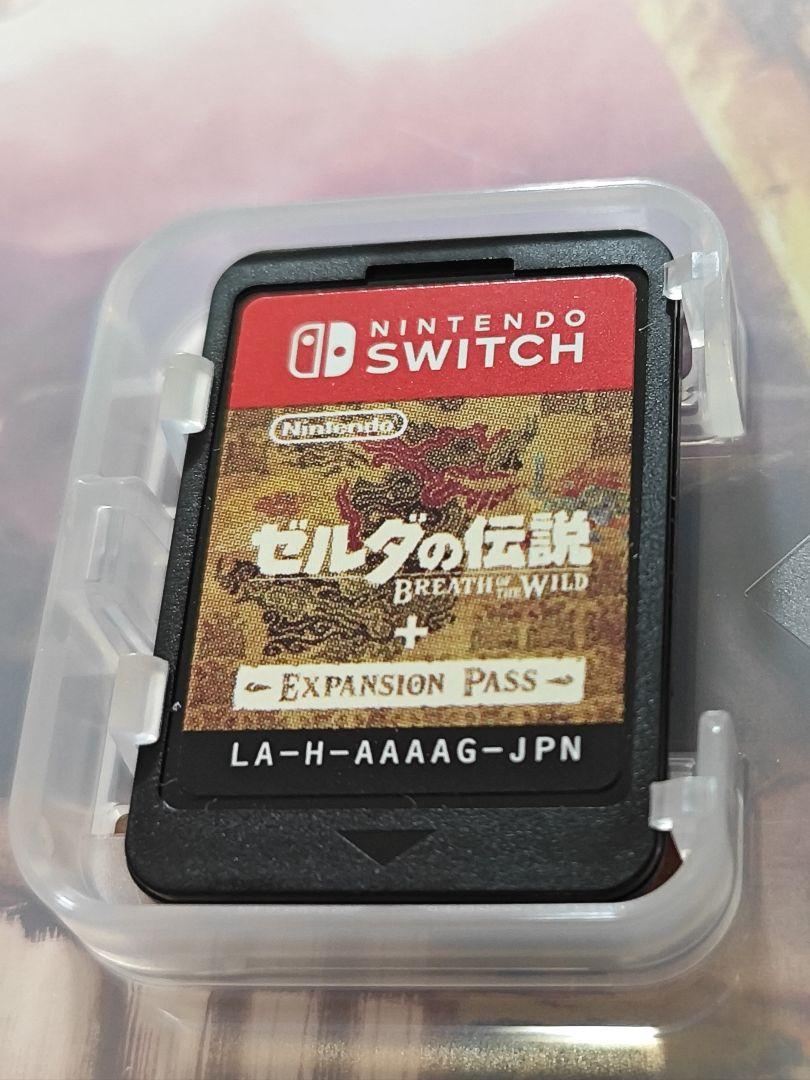 NINTENDO
SWITCH
Nintendo
ゼルダの伝説
BREATH OF THE WILD
+
EXPANSION PASS
LA-H-AAAAG-JPN